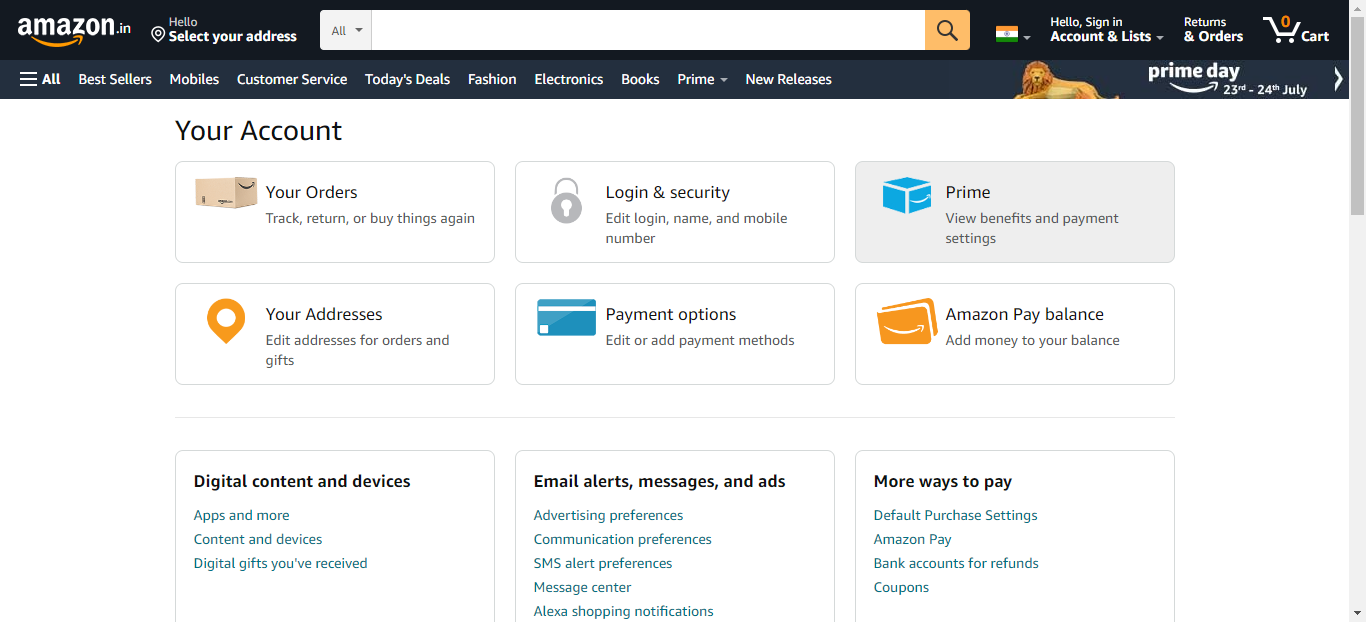 amazon.in
Hello
Select your address
All
Hello, Sign in
Account & Lists
Returns
& Orders
0
Cart
All
Best Sellers
Mobiles
Customer Service
Today's Deals
Fashion
Electronics
Books
Prime
New Releases
prime day
23rd - 24th July
Your Account
Your Orders
Track, return, or buy things again
Login & security
Edit login, name, and mobile
number
Prime
View benefits and payment
settings
Your Addresses
Edit addresses for orders and
gifts
Payment options
Edit or add payment methods
Amazon Pay balance
Add money to your balance
Digital content and devices
Apps and more
Content and devices
Digital gifts you've received
Email alerts, messages, and ads
Advertising preferences
Communication preferences
SMS alert preferences
Message center
Alexa shopping notifications
More ways to pay
Default Purchase Settings
Amazon Pay
Bank accounts for refunds
Coupons